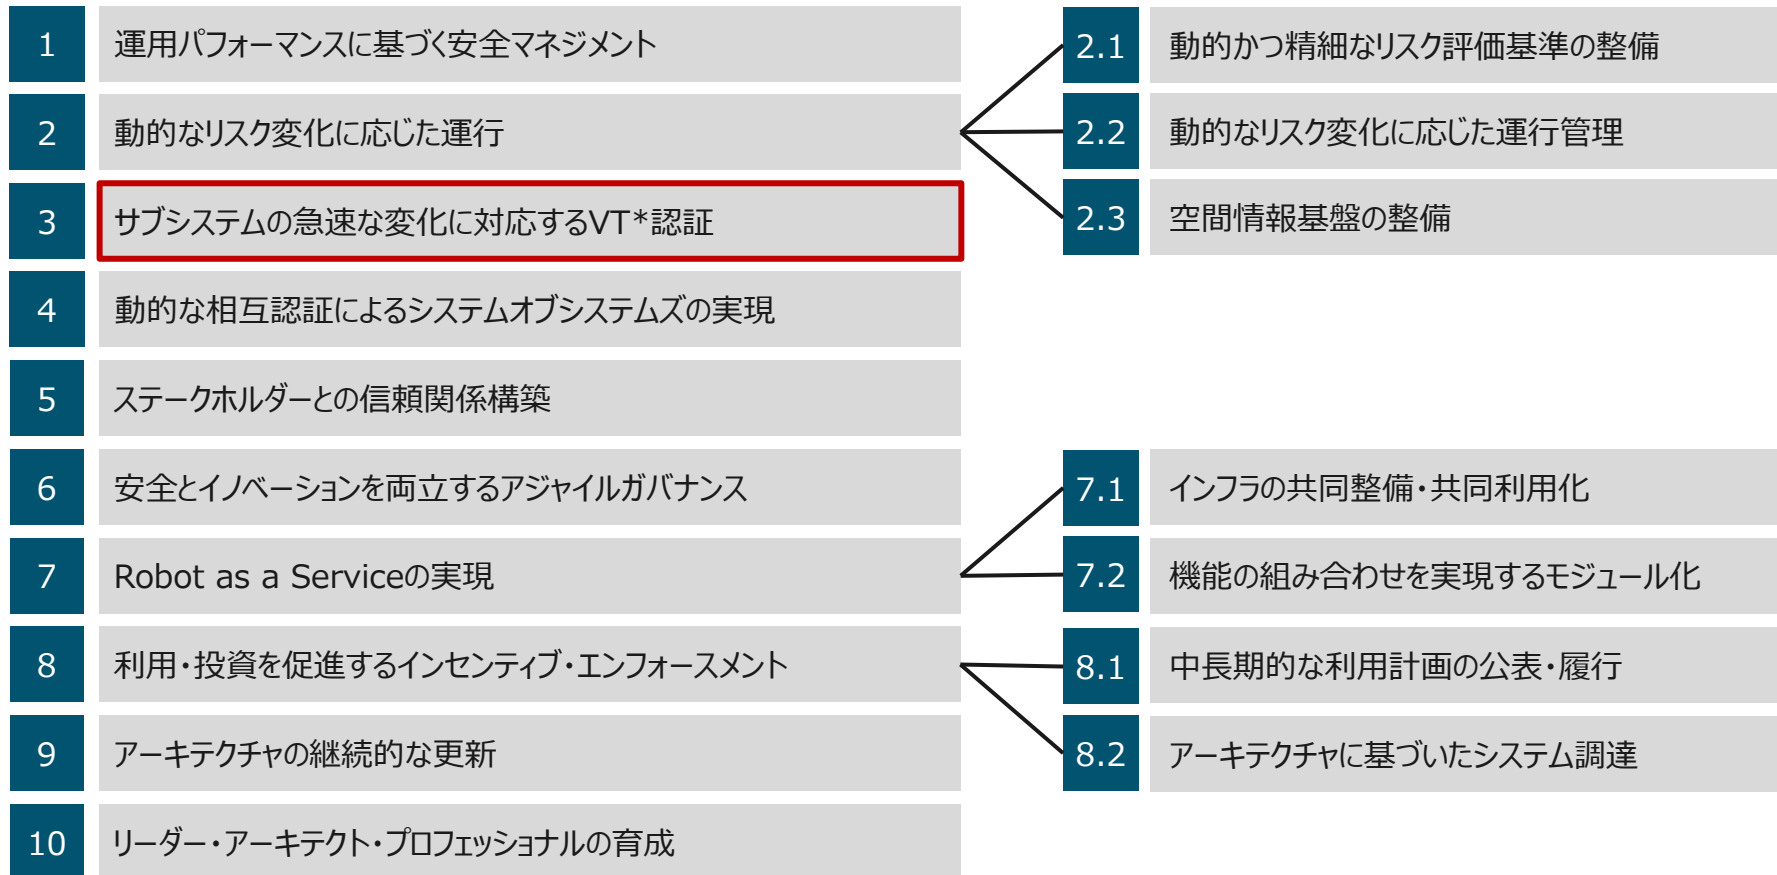 1 運用パフォーマンスに基づく安全マネジメント
2 動的なリスク変化に応じた運行
2.1 動的かつ精細なリスク評価基準の整備
2.2 動的なリスク変化に応じた運行管理
2.3 空間情報基盤の整備
3 サブシステムの急速な変化に対応するVT*認証
4 動的な相互認証によるシステムオブシステムズの実現
5 ステークホルダーとの信頼関係構築
6 安全とイノベーションを両立するアジャイルガバナンス
7 Robot as a Serviceの実現
7.1 インフラの共同整備・共同利用化
7.2 機能の組み合わせを実現するモジュール化
8 利用・投資を促進するインセンティブ・エンフォースメント
8.1 中長期的な利用計画の公表・履行
8.2 アーキテクチャに基づいたシステム調達
9 アーキテクチャの継続的な更新
10 リーダー・アーキテクト・プロフェッショナルの育成